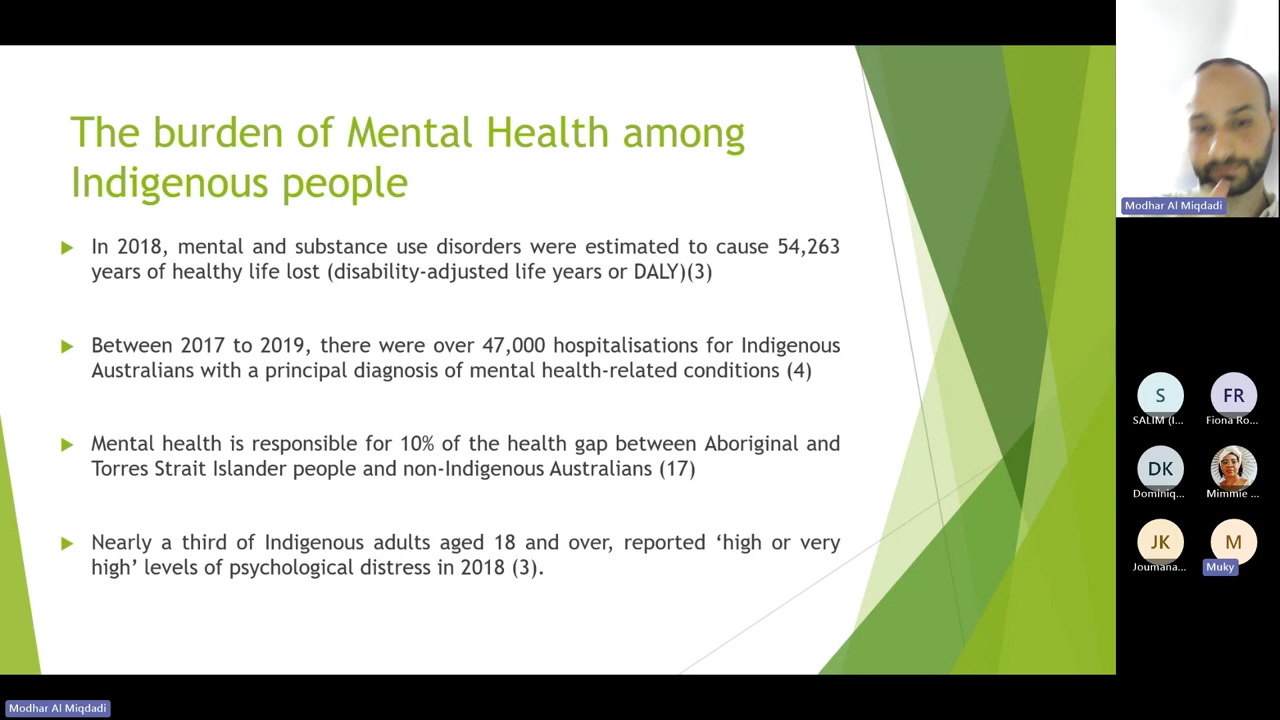 The burden of Mental Health among
Indigenous people
In 2018, mental and substance use disorders were estimated to cause 54,263
years of healthy life lost (disability-adjusted life years or DALY)(3)
Between 2017 to 2019, there were over 47,000 hospitalisations for Indigenous
Australians with a principal diagnosis of mental health-related conditions (4)
Mental health is responsible for 10% of the health gap between Aboriginal and
Torres Strait Islander people and non-Indigenous Australians (17)
Nearly a third of Indigenous adults aged 18 and over, reported ‘high or very
high’ levels of psychological distress in 2018 (3).
Modhar Al Miqdadi
S
FR
SALIM (I...
Fiona Ro...
DK
Dominiq...
Mimmie ...
JK
M
Joumana...
Muky
Modhar Al Miqdadi